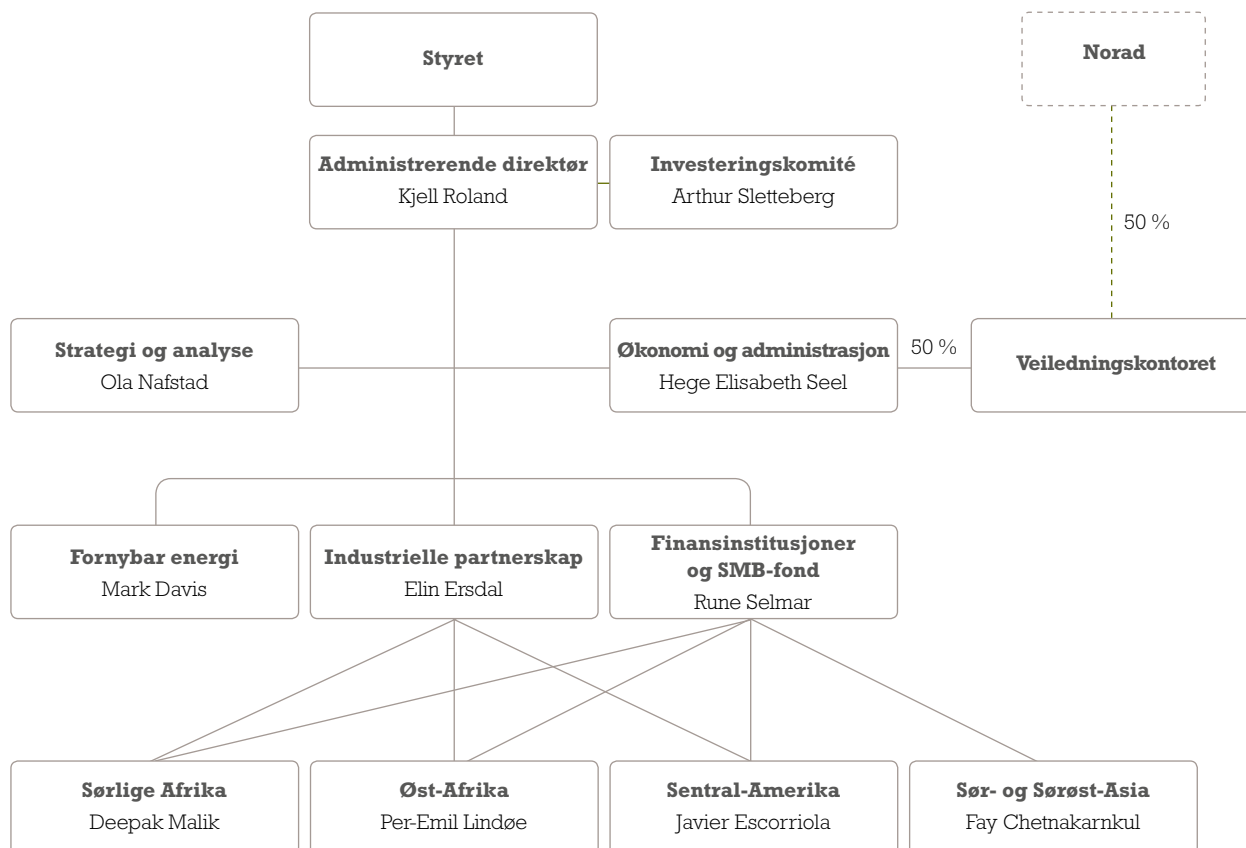 Styret
Norad
Administrerende direktør
Kjell Roland
Investeringskomité
Arthur Sletteberg
50 %
Strategi og analyse
Ola Nafstad
Økonomi og administrasjon
Hege Elisabeth Seel
50 %
Veiledningskontoret
Fornybar energi
Mark Davis
Industrielle partnerskap
Elin Ersdal
Finansinstitusjoner
og SMB-fond
Rune Selmar
Sørlige Afrika
Deepak Malik
Øst-Afrika
Per-Emil Lindøe
Sentral-Amerika
Javier Escorriola
Sør- og Sørøst-Asia
Fay Chetnakarnkul